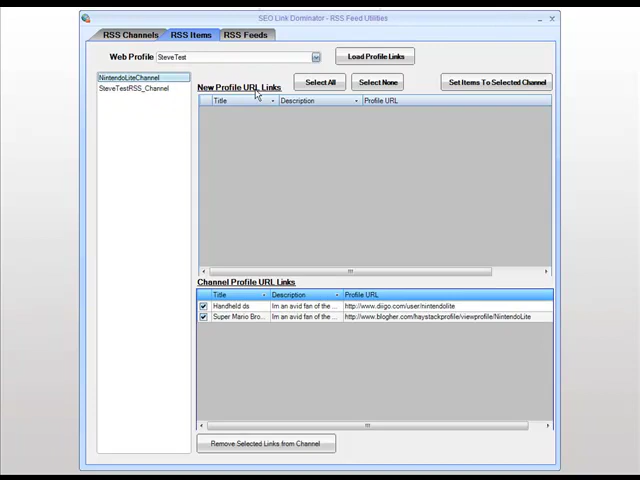 SEO Link Dominator - RSS Feed Utilities
RSS Channels RSS Items RSS Feeds
Web Profile SteveTest Load Profile Links
NintendoLiteChannel
SteveTestRSS_Channel
New Profile URL Links Select All Select None Set Items To Selected Channel
Title Description Profile URL
Channel Profile URL Links
Title Description Profile URL
Handheld ds Im an avid fan of the ... http://www.diigo.com/user/nintendolite
Super Mario Bro... Im an avid fan of the ... http://www.blogher.com/haystackprofile/viewprofile/NintendoLite
Remove Selected Links from Channel